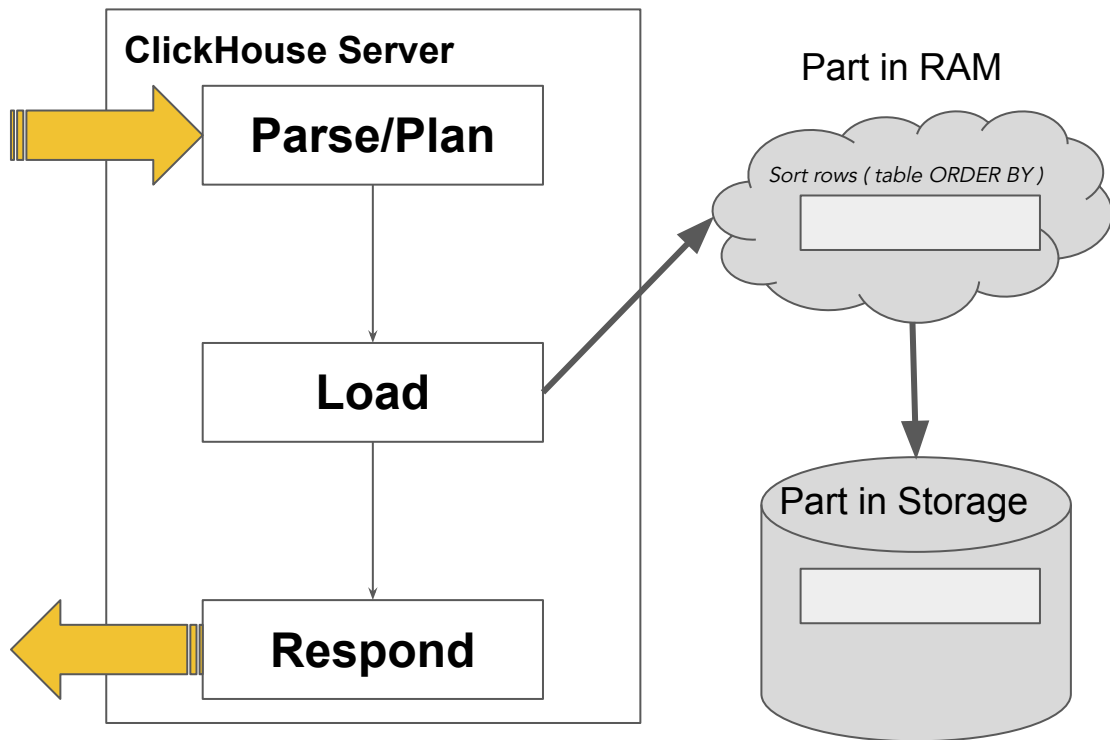 ClickHouse Server
Parse/Plan
Load
Respond
Part in RAM
Sort rows ( table ORDER BY )
Part in Storage